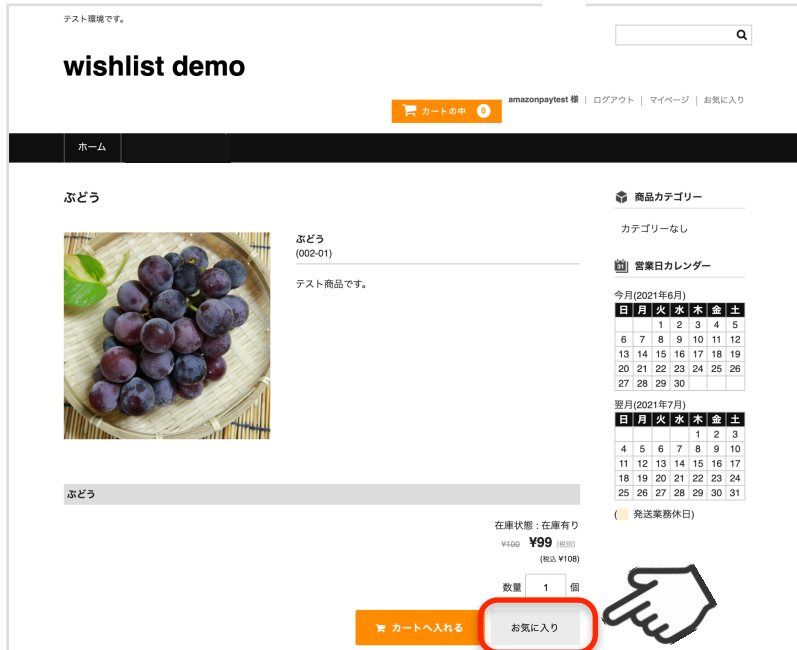 テスト環境です。
wishlist demo
カートの中 0
amazonpaytest 様 | ログアウト | マイページ | お気に入り
ホーム
ぶどう
ぶどう
(002-01)
テスト商品です。
ぶどう
在庫状態 : 在庫有り
¥100 ¥99 (税別)
(税込 ¥108)
数量 1 個
カートへ入れる
お気に入り
商品カテゴリー
カテゴリーなし
31 営業日カレンダー
今月(2021年6月)
日 月 火 水 木 金 土
1 2 3 4 5
6 7 8 9 10 11 12
13 14 15 16 17 18 19
20 21 22 23 24 25 26
27 28 29 30
翌月(2021年7月)
日 月 火 水 木 金 土
1 2 3
4 5 6 7 8 9 10
11 12 13 14 15 16 17
18 19 20 21 22 23 24
25 26 27 28 29 30 31
( 発送業務休日)